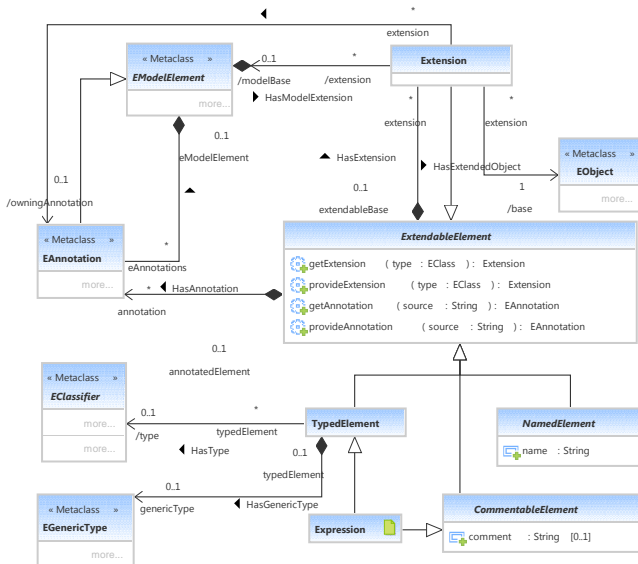 *
extension
« Metaclass »
EModelElement
more...
0..1
*
/modelBase
/extension
HasModelExtension
Extension
*
extension
*
extension
0..1
eModelElement
HasExtension
HasExtendedObject
« Metaclass »
EObject
more...
0..1
/owningAnnotation
0..1
extendableBase
1
/base
« Metaclass »
EAnnotation
more...
*
eAnnotations
* HasAnnotation
annotation
ExtendableElement
getExtension ( type : EClass ) : Extension
provideExtension ( type : EClass ) : Extension
getAnnotation ( source : String ) : EAnnotation
provideAnnotation ( source : String ) : EAnnotation
0..1
annotatedElement
« Metaclass »
EClassifier
more...
more...
0..1
/type
*
typedElement
HasType
TypedElement
0..1
typedElement
NamedElement
name : String
« Metaclass »
EGenericType
more...
0..1
genericType
HasGenericType
Expression
CommentableElement
comment : String [0..1]